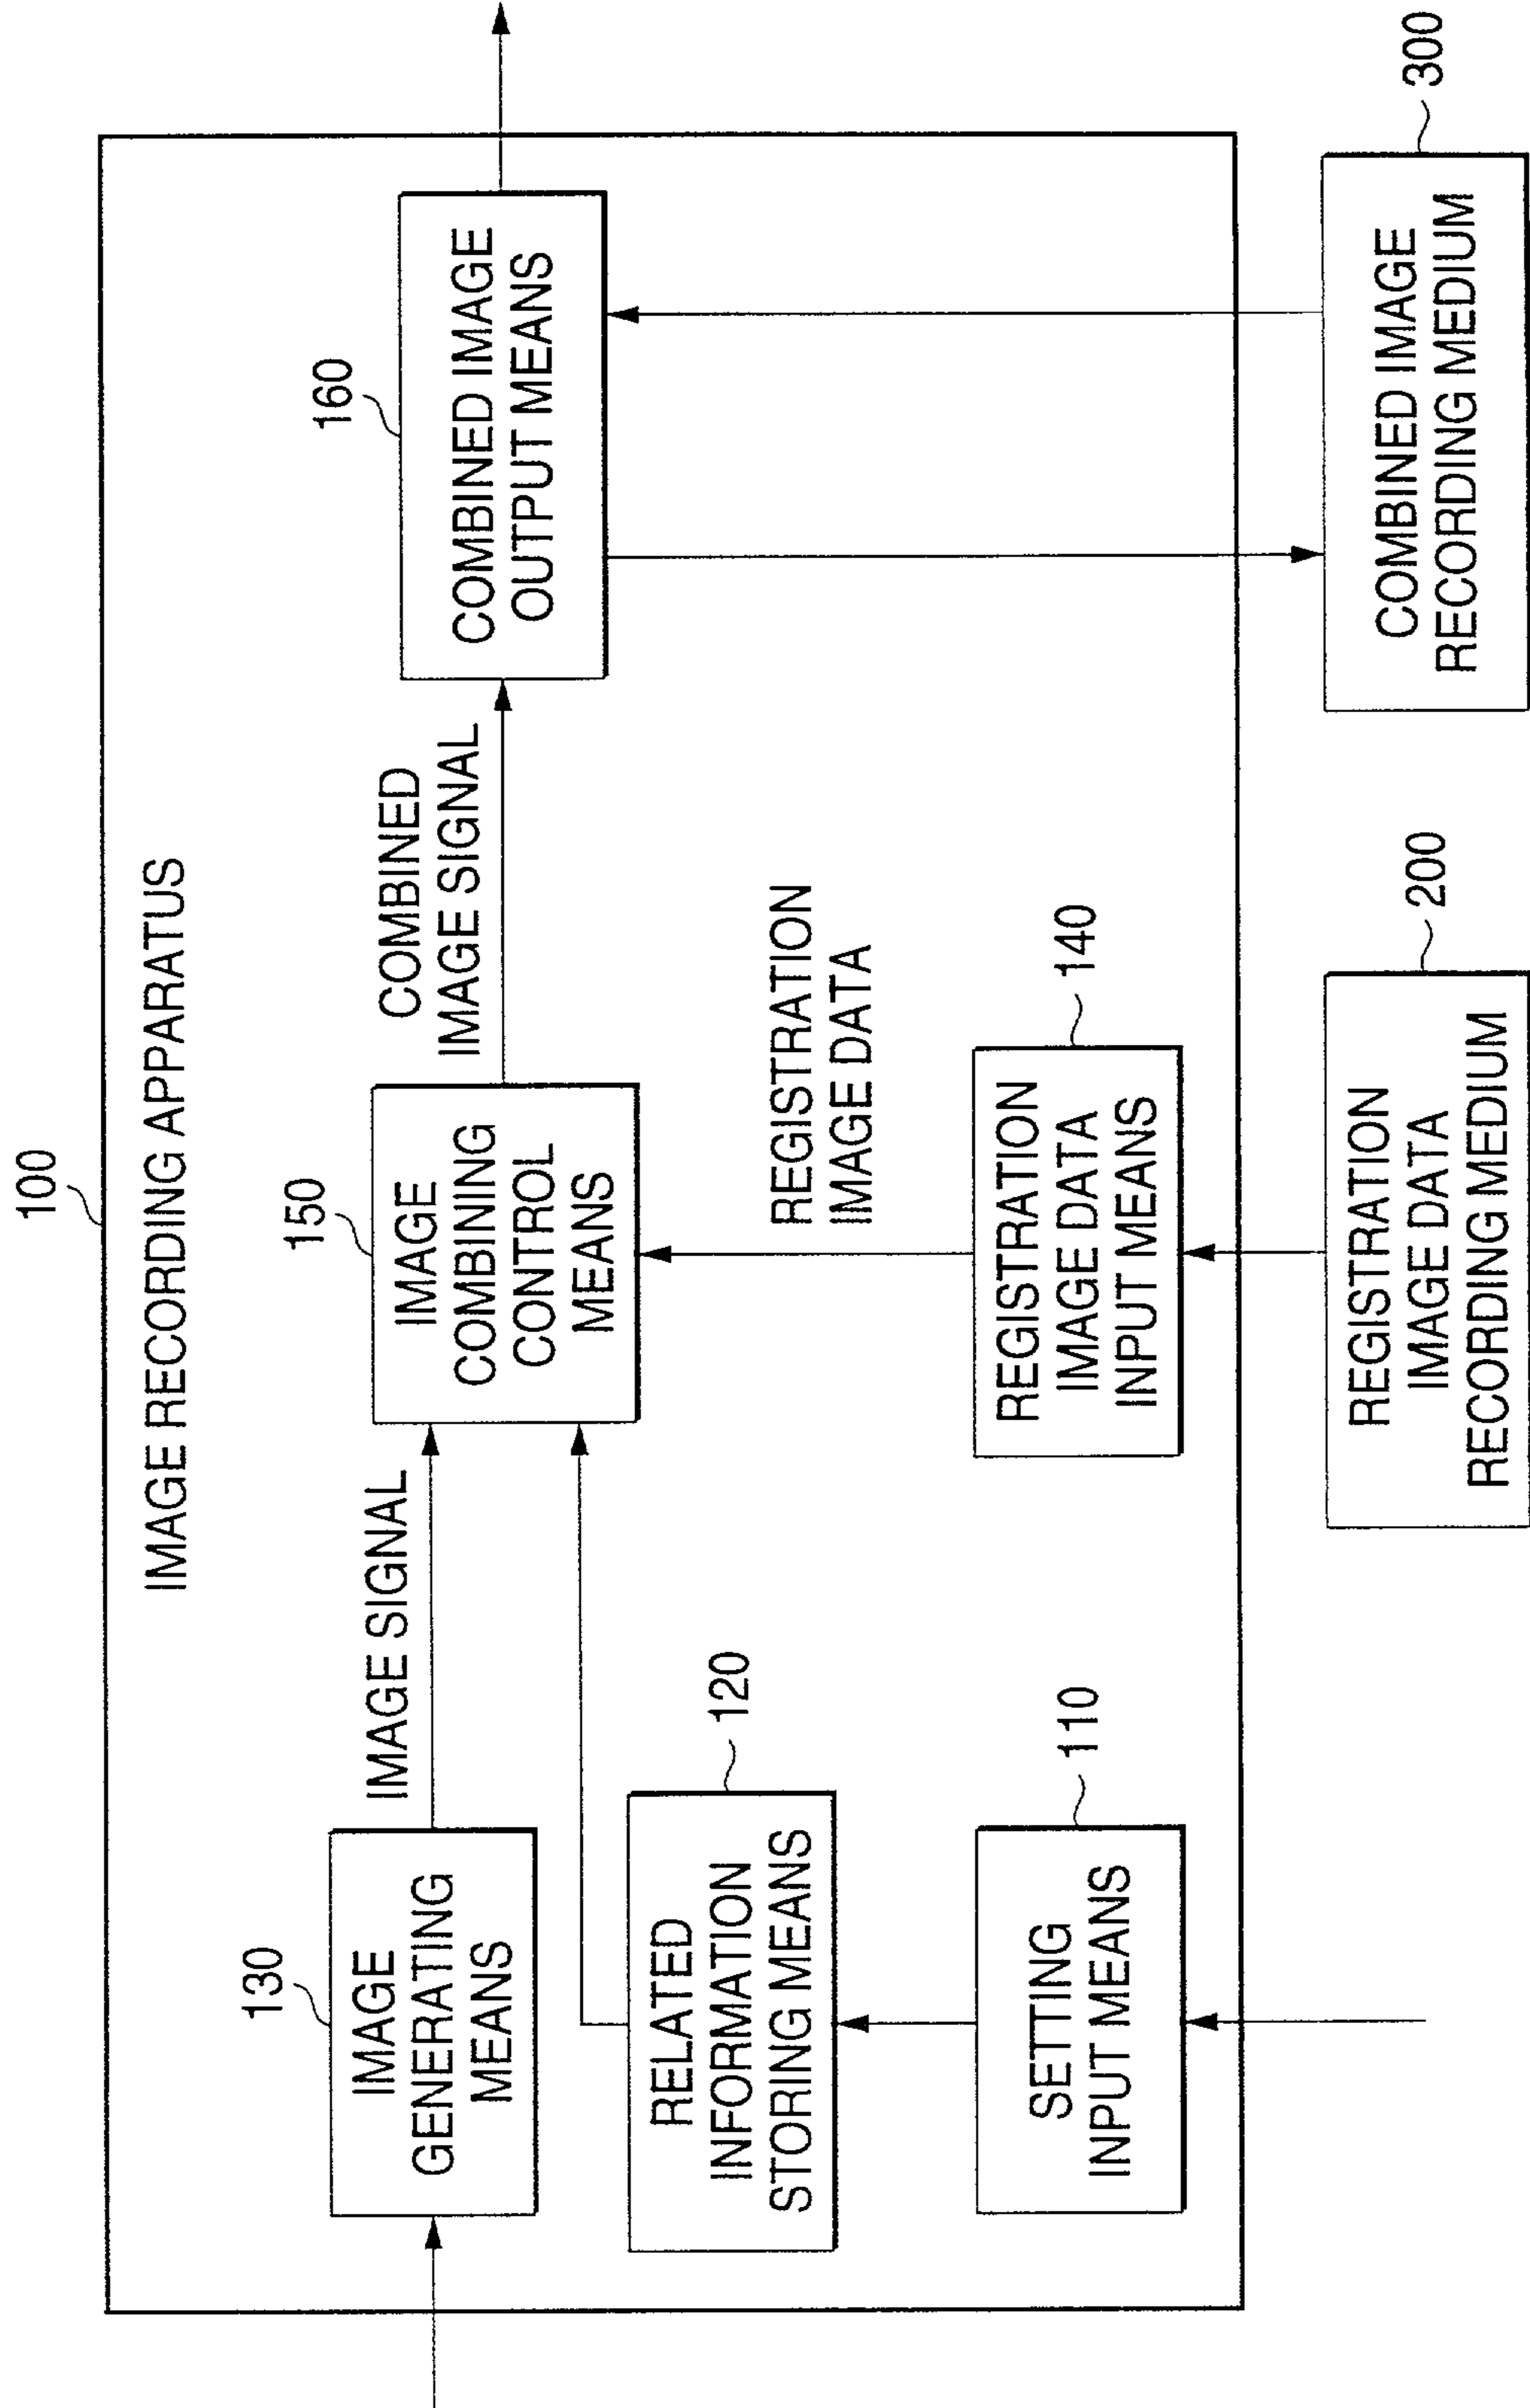 100
IMAGE RECORDING APPARATUS
130
IMAGE
GENERATING
MEANS
IMAGE SIGNAL
150
IMAGE
COMBINING
CONTROL
MEANS
COMBINED
IMAGE SIGNAL
160
COMBINED IMAGE
OUTPUT MEANS
120
RELATED
INFORMATION
STORING MEANS
REGISTRATION
IMAGE DATA
110
SETTING
INPUT MEANS
140
REGISTRATION
IMAGE DATA
INPUT MEANS
200
REGISTRATION
IMAGE DATA
RECORDING MEDIUM
300
COMBINED IMAGE
RECORDING MEDIUM